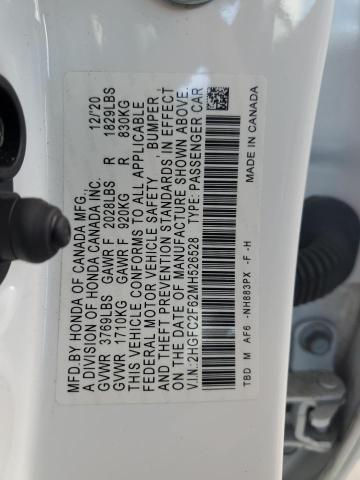 MFD.BY HONDA OF CANADA MFG., 12/20
A DIVISION OF HONDA CANADA INC.
GVWR 3769LBS GAWR F 2028LBS R 1829LBS
GVWR 1710KG GAWR F 920KG R 830KG
THIS VEHICLE CONFORMS TO ALL APPLICABLE
FEDERAL MOTOR VEHICLE SAFETY, BUMPER,
AND THEFT PREVENTION STANDARDS, IN EFFECT
ON THE DATE OF MANUFACTURE SHOWN ABOVE.
V.I.N: 2HGFC2F62MH526528 TYPE: PASSENGER CAR
TBD M AF6 -NH883PX -F -H MADE IN CANADA